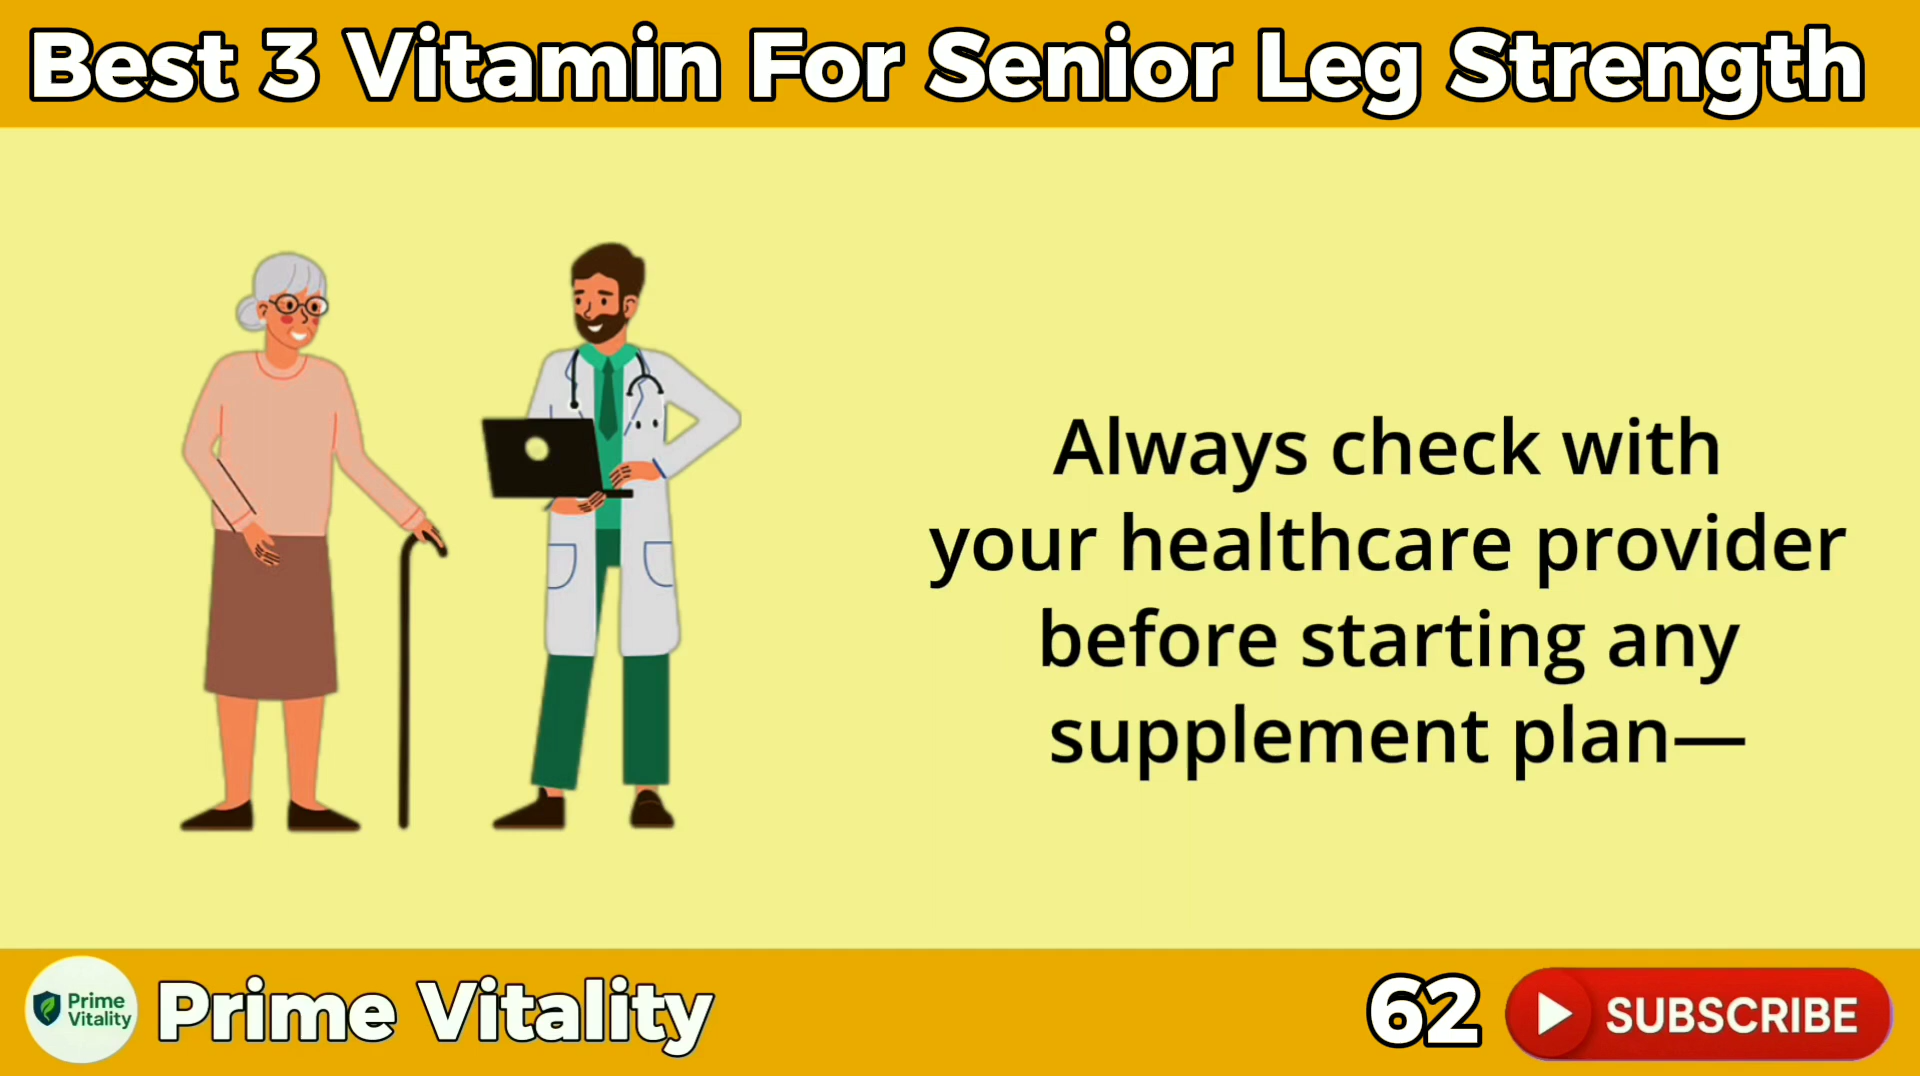 Best 3 Vitamin For Senior Leg Strength
Always check with
your healthcare provider
before starting any
supplement plan—
Prime
Vitality
Prime Vitality
62
SUBSCRIBE